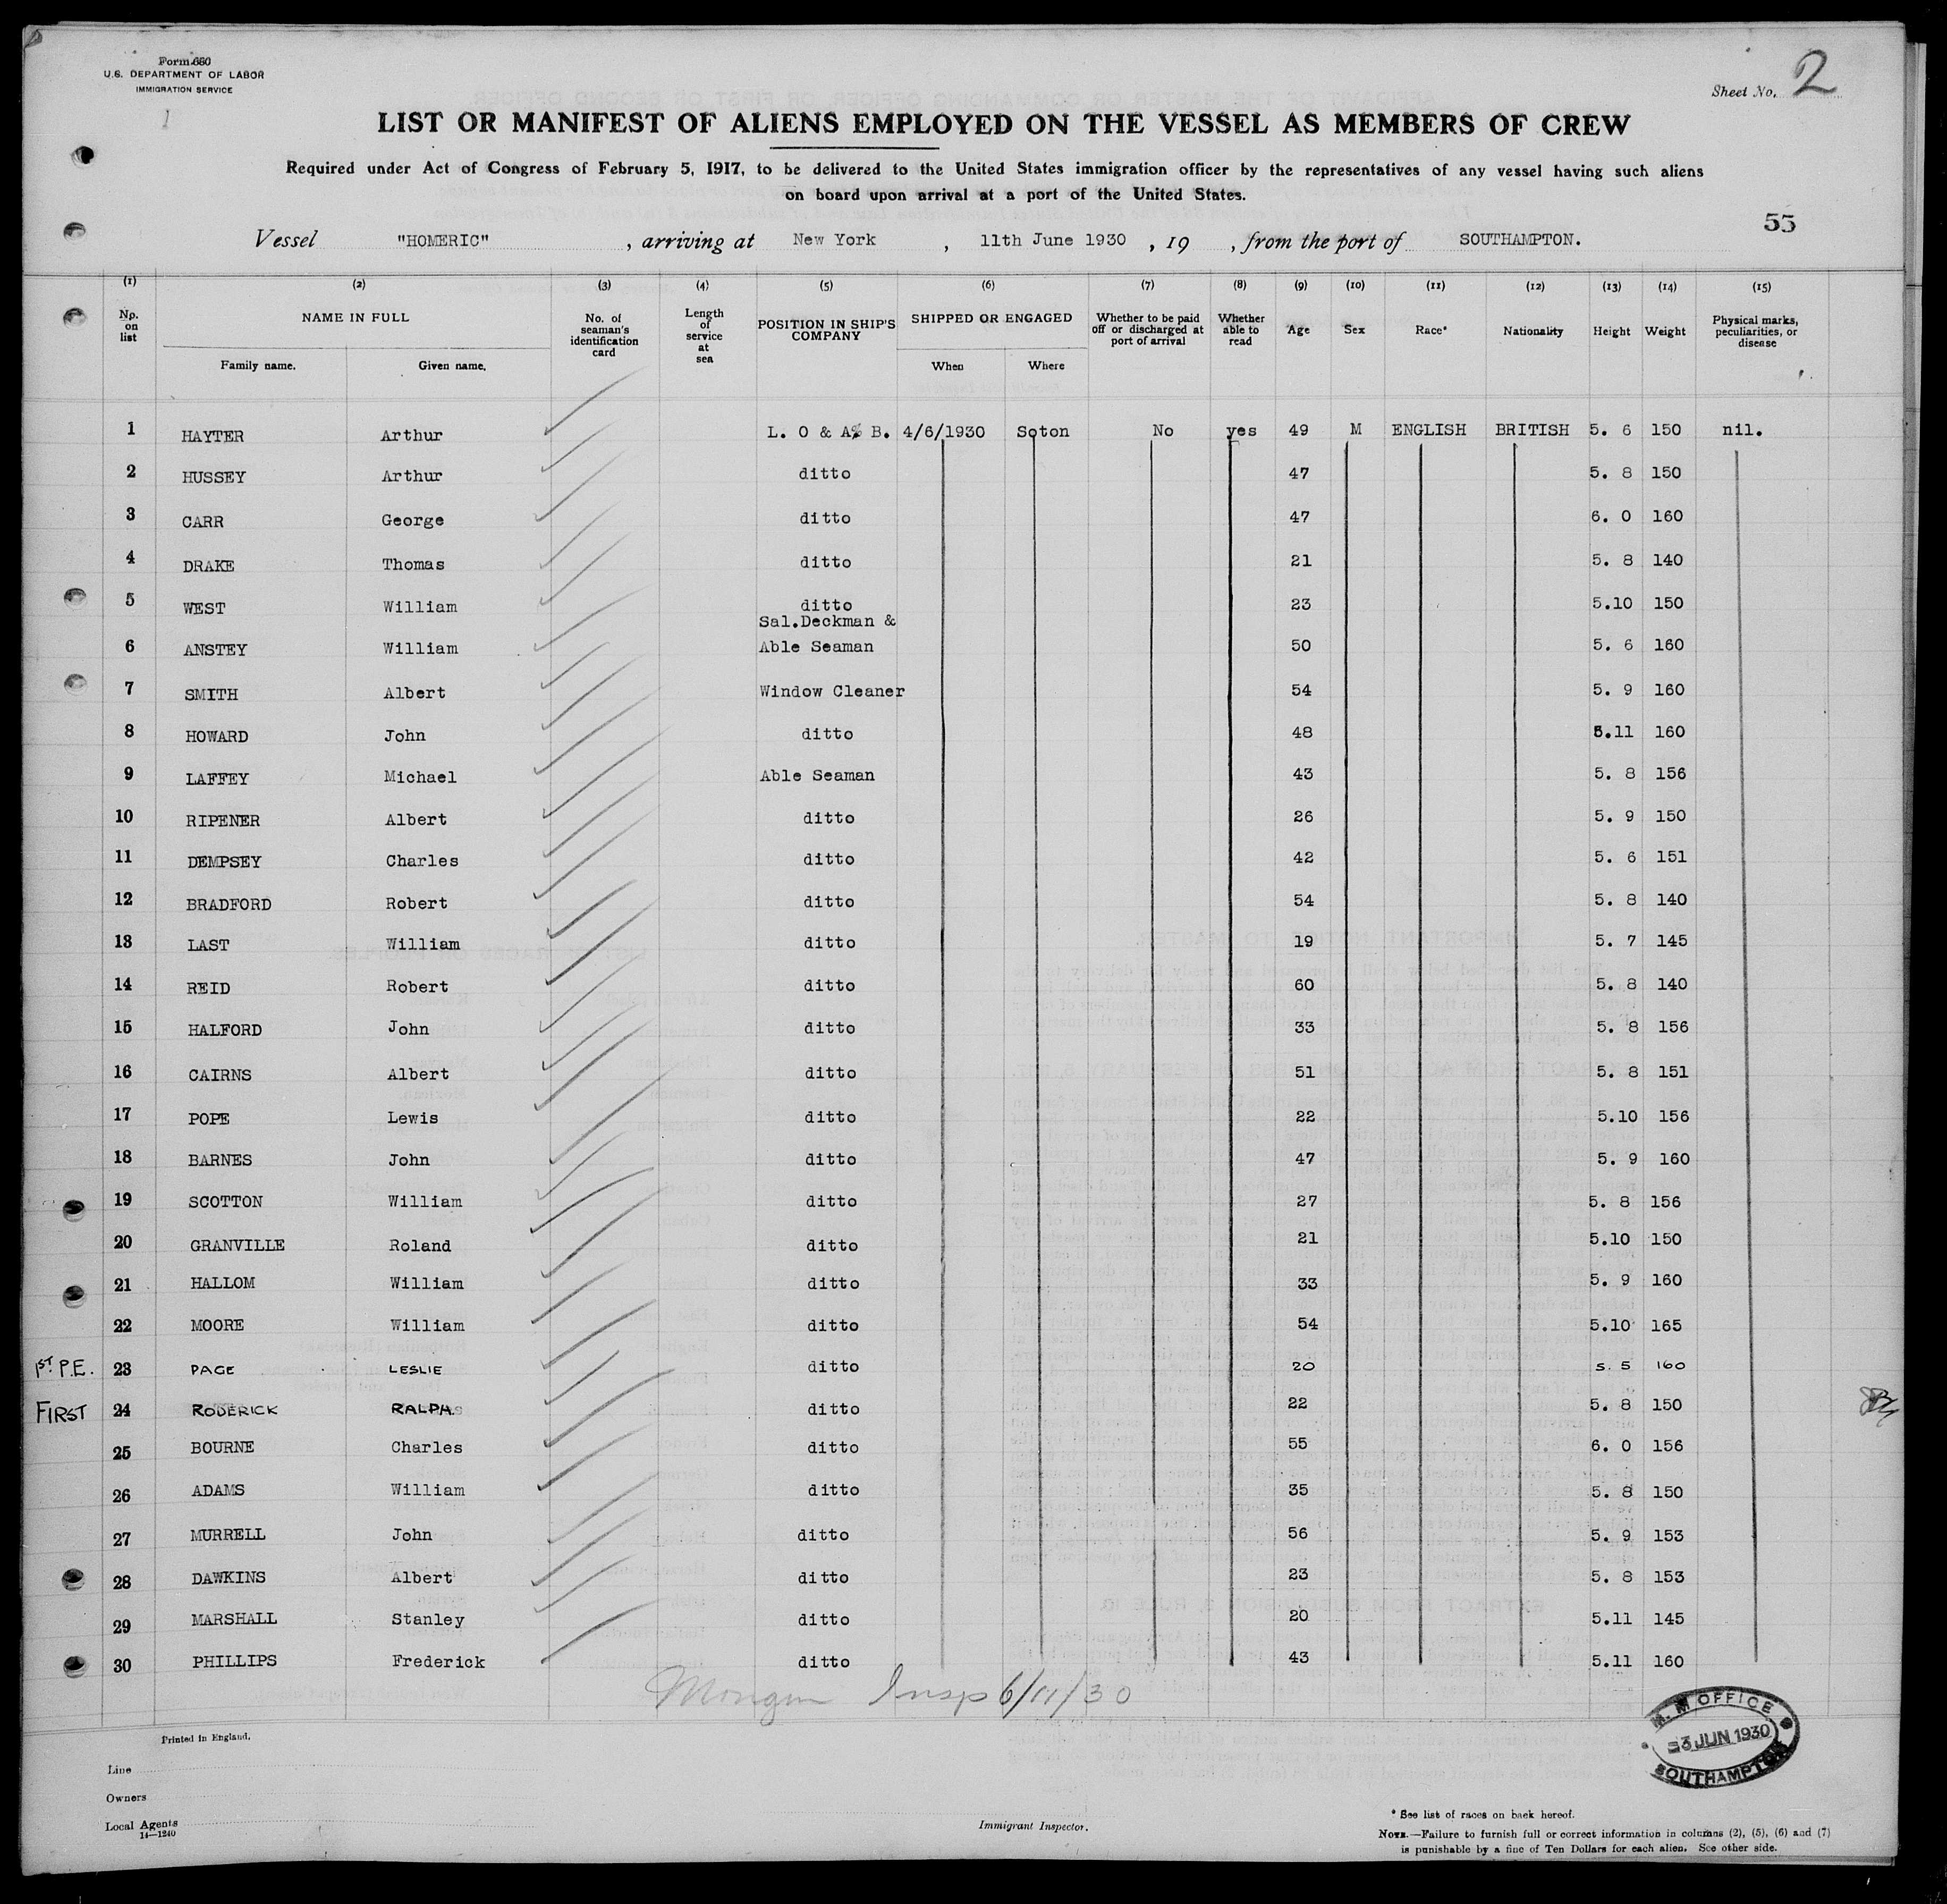 Form 680
U.S. DEPARTMENT OF LABOR
IMMIGRATION SERVICE
1
Sheet No. 2
LIST OR MANIFEST OF ALIENS EMPLOYED ON THE VESSEL AS MEMBERS OF CREW
Required under Act of Congress of February 5, 1917, to be delivered to the United States immigration officer by the representatives of any vessel having such aliens
on board upon arrival at a port of the United States.
55
Vessel "HOMERIC" , arriving at New York , 11th June 1930 , 19 , from the port of SOUTHAMPTON.
(1) (2) (3) (4) (5) (6) (7) (8) (9) (10) (11) (12) (13) (14) (15)
No. on list NAME IN FULL No. of seaman's identification card Length of service at sea POSITION IN SHIP'S COMPANY SHIPPED OR ENGAGED Whether to be paid off or discharged at port of arrival Whether able to read Age Sex Race* Nationality Height Weight Physical marks, peculiarities, or disease
Family name. Given name. When Where
1 HAYTER Arthur L. O & A. B. 4/6/1930 Soton No yes 49 M ENGLISH BRITISH 5. 6 150 nil.
2 HUSSEY Arthur ditto 47 5. 8 150
3 CARR George ditto 47 6. 0 160
4 DRAKE Thomas ditto 21 5. 8 140
5 WEST William ditto 23 5.10 150
Sal.Deckman &
6 ANSTEY William Able Seaman 50 5. 6 160
7 SMITH Albert Window Cleaner 54 5. 9 160
8 HOWARD John ditto 48 5.11 160
9 LAFFEY Michael Able Seaman 43 5. 8 156
10 RIPENER Albert ditto 26 5. 9 150
11 DEMPSEY Charles ditto 42 5. 6 151
12 BRADFORD Robert ditto 54 5. 8 140
13 LAST William ditto 19 5. 7 145
14 REID Robert ditto 60 5. 8 140
15 HALFORD John ditto 33 5. 8 156
16 CAIRNS Albert ditto 51 5. 8 151
17 POPE Lewis ditto 22 5.10 156
18 BARNES John ditto 47 5. 9 160
19 SCOTTON William ditto 27 5. 8 156
20 GRANVILLE Roland ditto 21 5.10 150
21 HALLOM William ditto 33 5. 9 160
22 MOORE William ditto 54 5.10 165
1ST P.E. 23 PAGE LESLIE ditto 20 5. 5 160
FIRST 24 RODERICK RALPH. ditto 22 5. 8 150
25 BOURNE Charles ditto 55 6. 0 156
26 ADAMS William ditto 35 5. 8 150
27 MURRELL John ditto 56 5. 9 153
28 DAWKINS Albert ditto 23 5. 8 153
29 MARSHALL Stanley ditto 20 5.11 145
30 PHILLIPS Frederick ditto 43 5.11 160
Insp 6/11/30
M. M OFFICE
3 JUN 1930
SOUTHAMPTON
Printed in England.
Line
Owners
Local Agents
14—1240
Immigrant Inspector.
* See list of races on back hereof.
NOTE.—Failure to furnish full or correct information in columns (2), (5), (6) and (7)
is punishable by a fine of Ten Dollars for each alien. See other side.